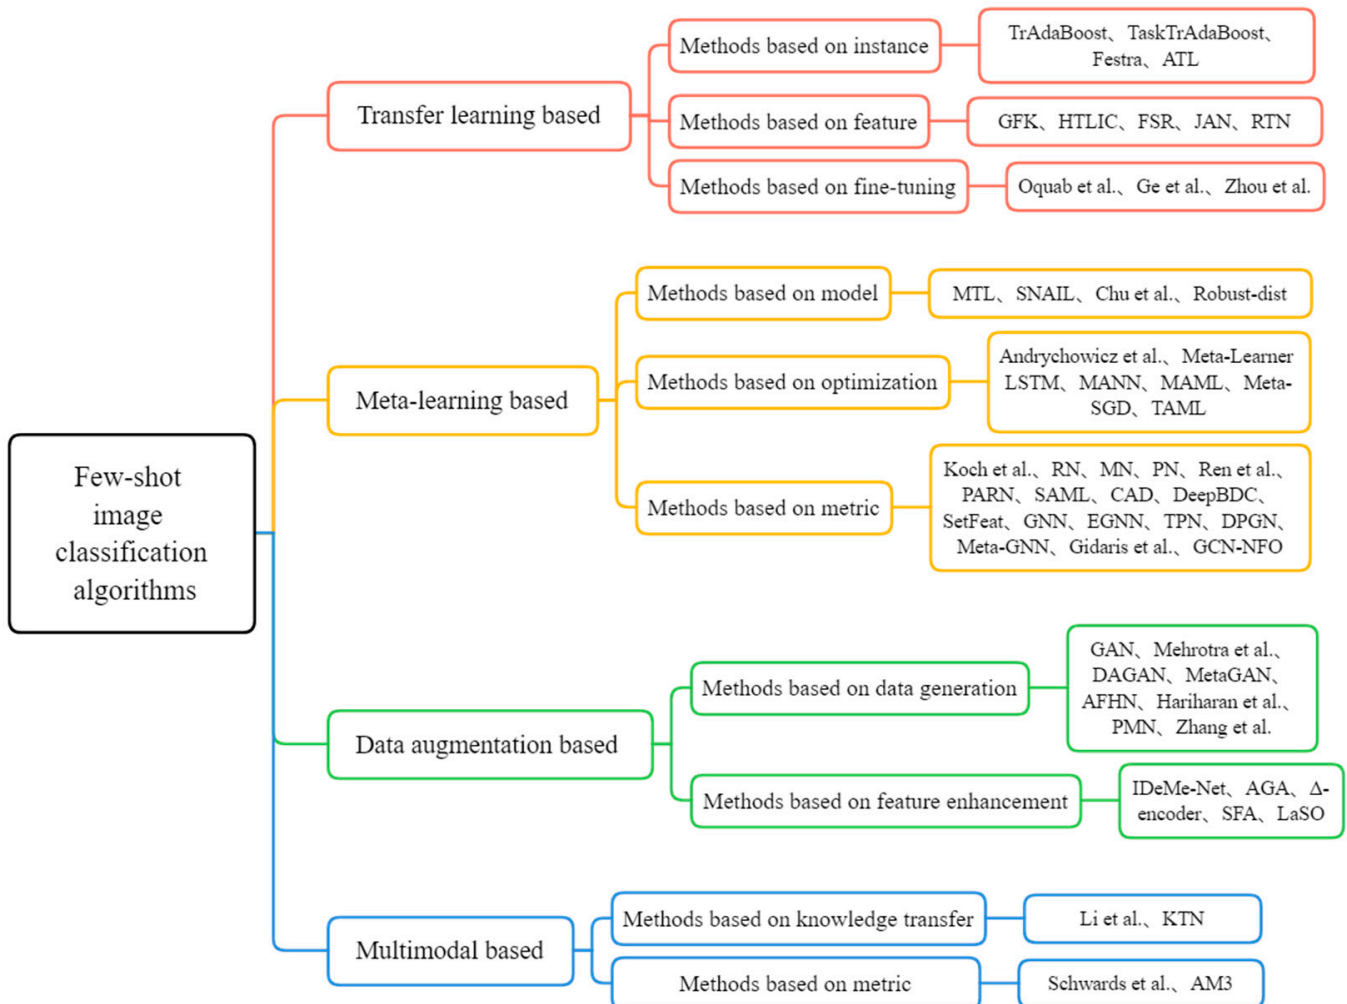 Few-shot
image
classification
algorithms
Transfer learning based
Methods based on instance
TrAdaBoost、TaskTrAdaBoost、
Festra、ATL
Methods based on feature
GFK、HTLIC、FSR、JAN、RTN
Methods based on fine-tuning
Oquab et al.、Ge et al.、Zhou et al.
Meta-learning based
Methods based on model
MTL、SNAIL、Chu et al.、Robust-dist
Methods based on optimization
Andrychowicz et al.、Meta-Learner
LSTM、MANN、MAML、Meta-
SGD、TAML
Methods based on metric
Koch et al.、RN、MN、PN、Ren et al.、
PARN、SAML、CAD、DeepBDC、
SetFeat、GNN、EGNN、TPN、DPGN、
Meta-GNN、Gidaris et al.、GCN-NFO
Data augmentation based
Methods based on data generation
GAN、Mehrotra et al.、
DAGAN、MetaGAN、
AFHN、Hariharan et al.、
PMN、Zhang et al.
Methods based on feature enhancement
IDeMe-Net、AGA、Δ-
encoder、SFA、LaSO
Multimodal based
Methods based on knowledge transfer
Li et al.、KTN
Methods based on metric
Schwards et al.、AM3